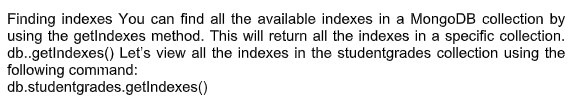 Finding indexes You can find all the available indexes in a MongoDB collection by
using the getIndexes method. This will return all the indexes in a specific collection.
db..getIndexes() Let’s view all the indexes in the studentgrades collection using the
following command:
db.studentgrades.getIndexes()